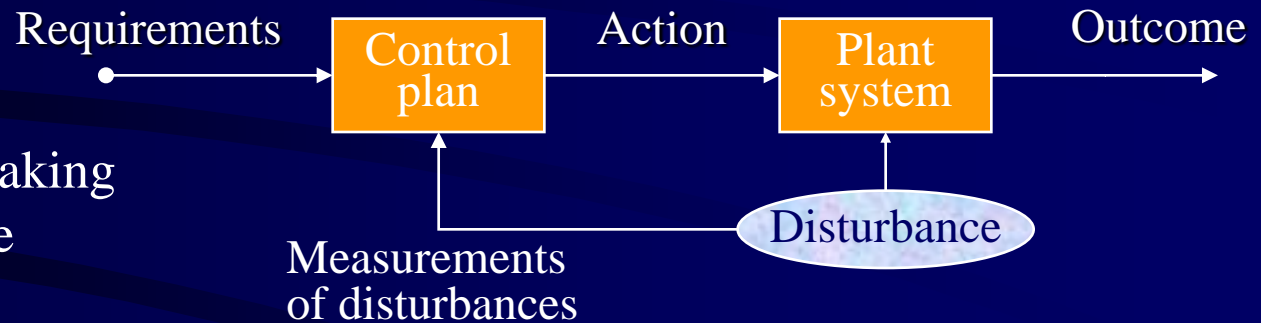 Requirements
Control
plan
Action
Plant
system
Outcome
Disturbance
Measurements
of disturbances